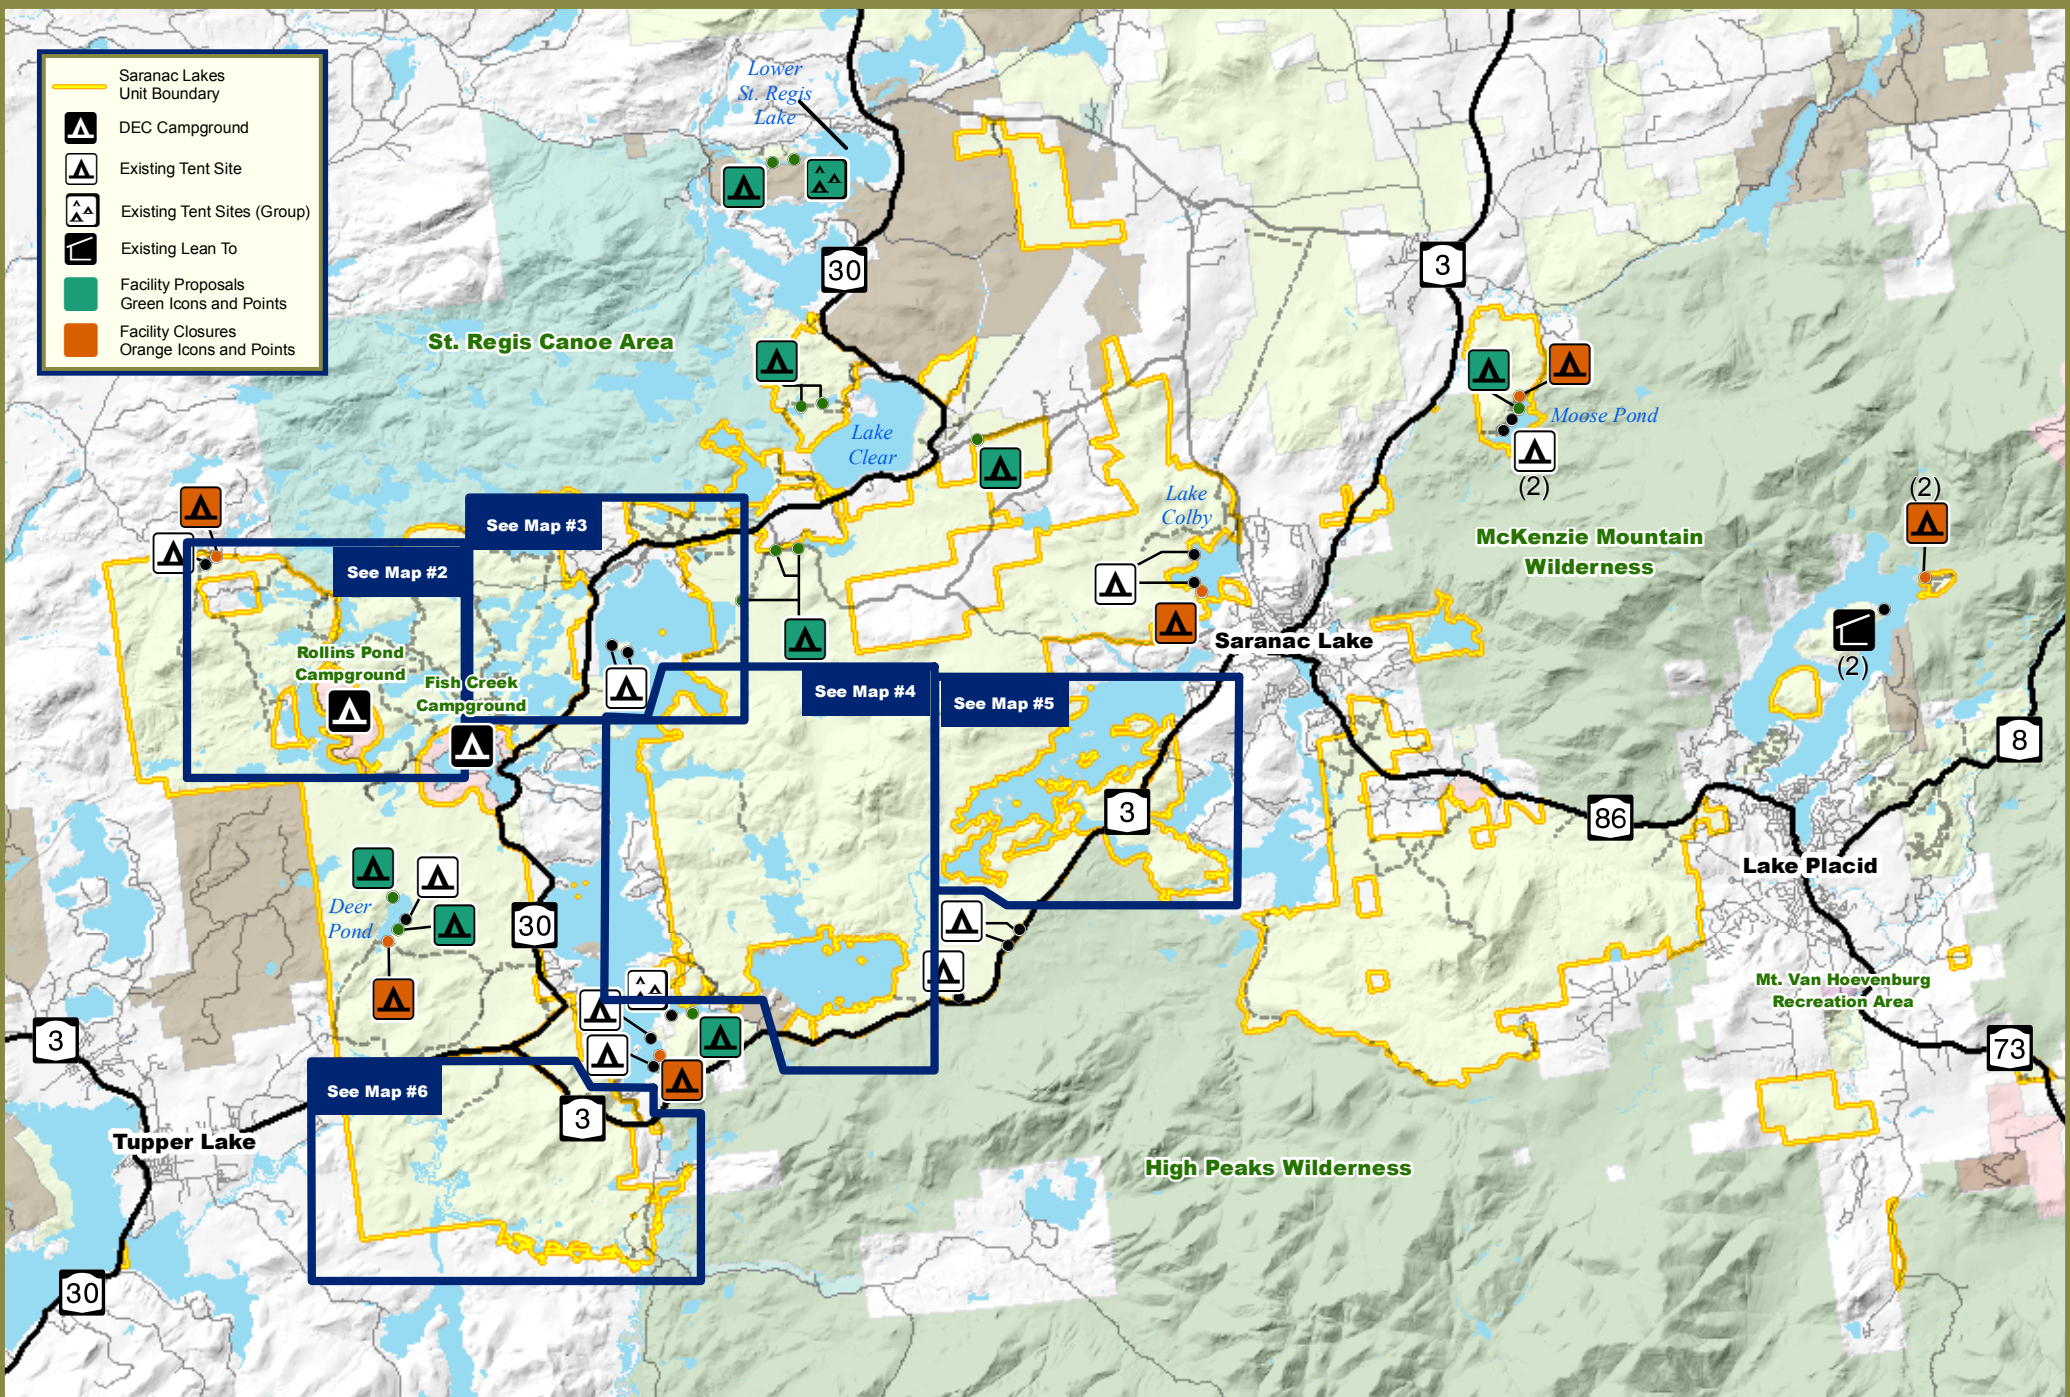 Saranac Lakes
Unit Boundary
DEC Campground
Existing Tent Site
Existing Tent Sites (Group)
Existing Lean To
Facility Proposals
Green Icons and Points
Facility Closures
Orange Icons and Points
Lower
St. Regis
Lake
30
3
St. Regis Canoe Area
Moose Pond
(2)
Lake
Clear
Lake
Colby
(2)
McKenzie Mountain
Wilderness
See Map #3
See Map #2
Saranac Lake
(2)
Rollins Pond
Campground
Fish Creek
Campground
See Map #4
See Map #5
8
3
86
Lake Placid
Deer
Pond
30
Mt. Van Hoevenburg
Recreation Area
3
73
See Map #6
3
Tupper Lake
High Peaks Wilderness
30